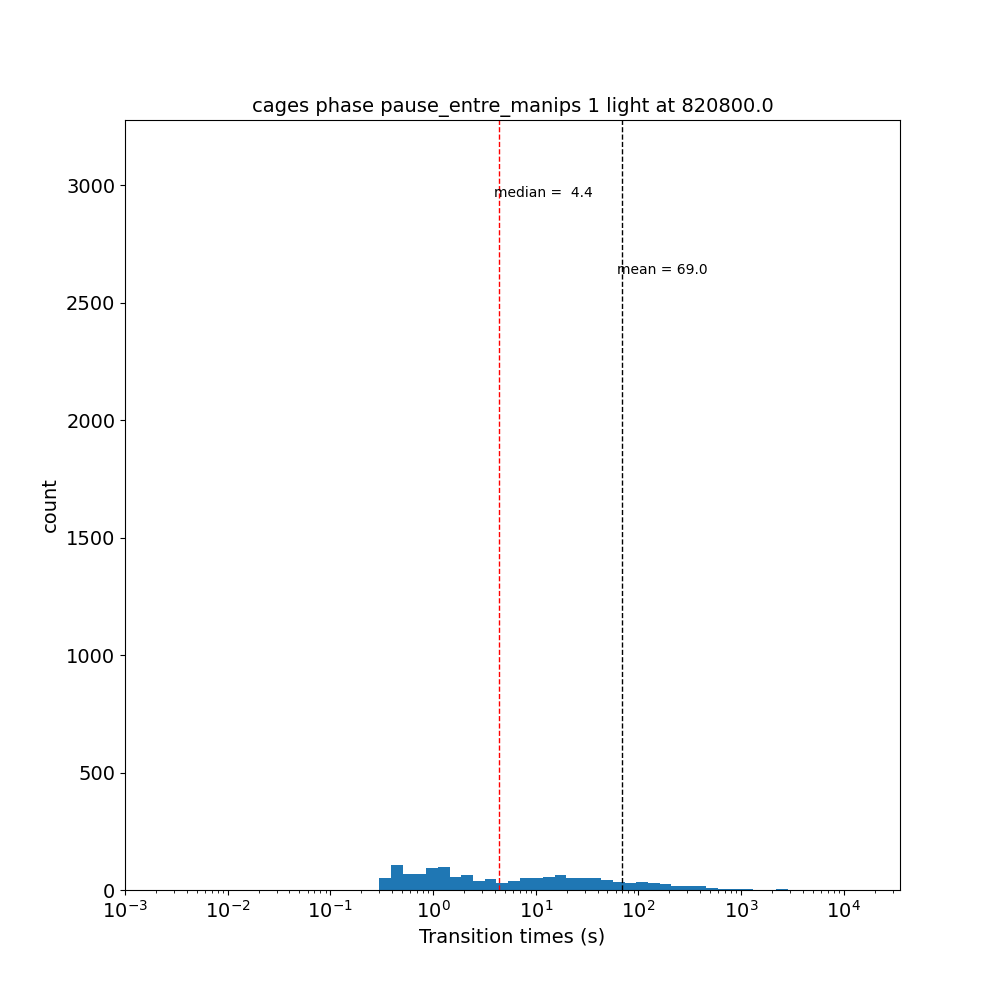 cages phase pause_entre_manips 1 light at 820800.0
median =  4.4
mean = 69.0
3000
2500
2000
1500
1000
500
0
count
10⁻³ 10⁻² 10⁻¹ 10⁰ 10¹ 10² 10³ 10⁴
Transition times (s)